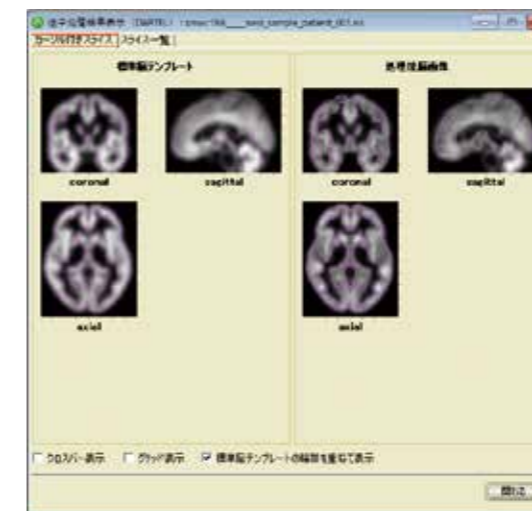 カーソル付きスライス スライス一覧
標準脳テンプレート
処理後脳画像
coronal
sagittal
coronal
sagittal
axial
axial
クロスバー表示 グリッド表示 標準脳テンプレートの輪郭を重ねて表示
閉じる